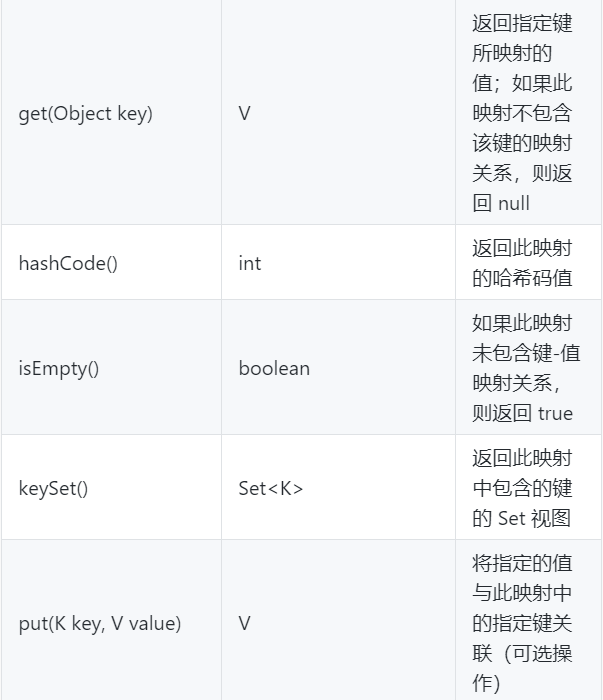 get(Object key)
V
返回指定键
所映射的
值；如果此
映射不包含
该键的映射
关系，则返
回 null
hashCode()
int
返回此映射
的哈希码值
isEmpty()
boolean
如果此映射
未包含键-值
映射关系，
则返回 true
keySet()
Set<K>
返回此映射
中包含的键
的 Set 视图
put(K key, V value)
V
将指定的值
与此映射中
的指定键关
联（可选操
作）